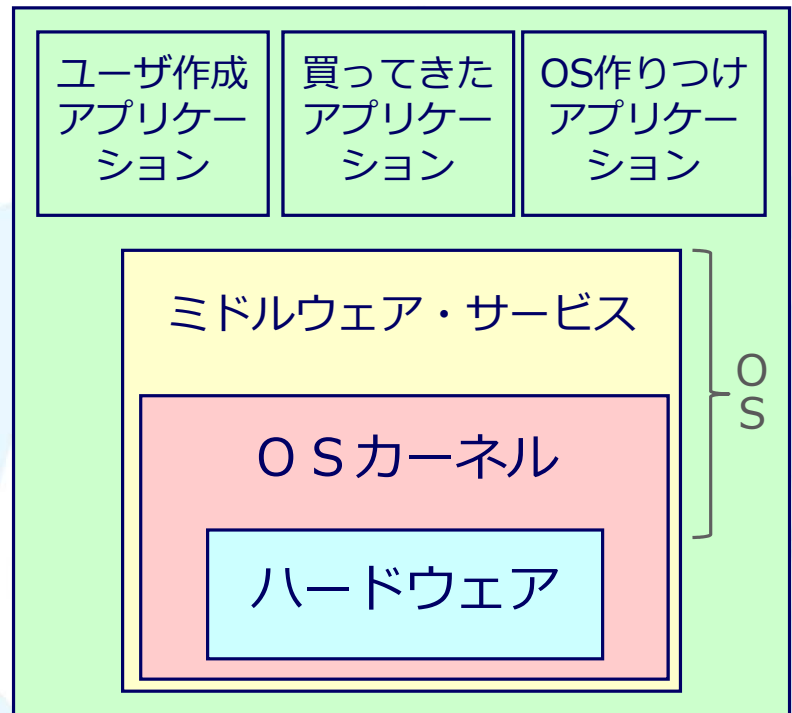 ユーザ作成
アプリケー
ション
買ってきた
アプリケー
ション
OS作りつけ
アプリケー
ション
ミドルウェア・サービス
O
S
ＯＳカーネル
ハードウェア